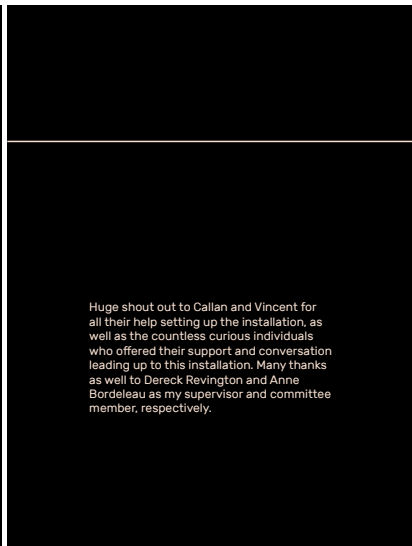 Huge shout out to Callan and Vincent for
all their help setting up the installation, as
well as the countless curious individuals
who offered their support and conversation
leading up to this installation. Many thanks
as well to Dereck Revington and Anne
Bordeleau as my supervisor and committee
member, respectively.